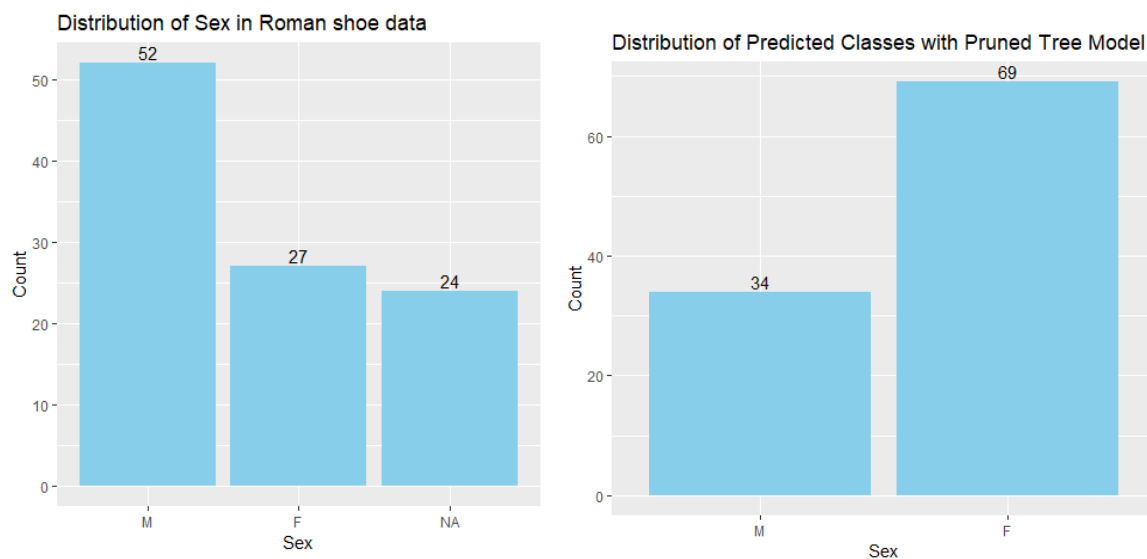 Distribution of Sex in Roman shoe data
52
50
40
30
27
24
20
10
0
Count
M F NA
Sex
Distribution of Predicted Classes with Pruned Tree Model
69
60
40
34
20
0
Count
M F
Sex